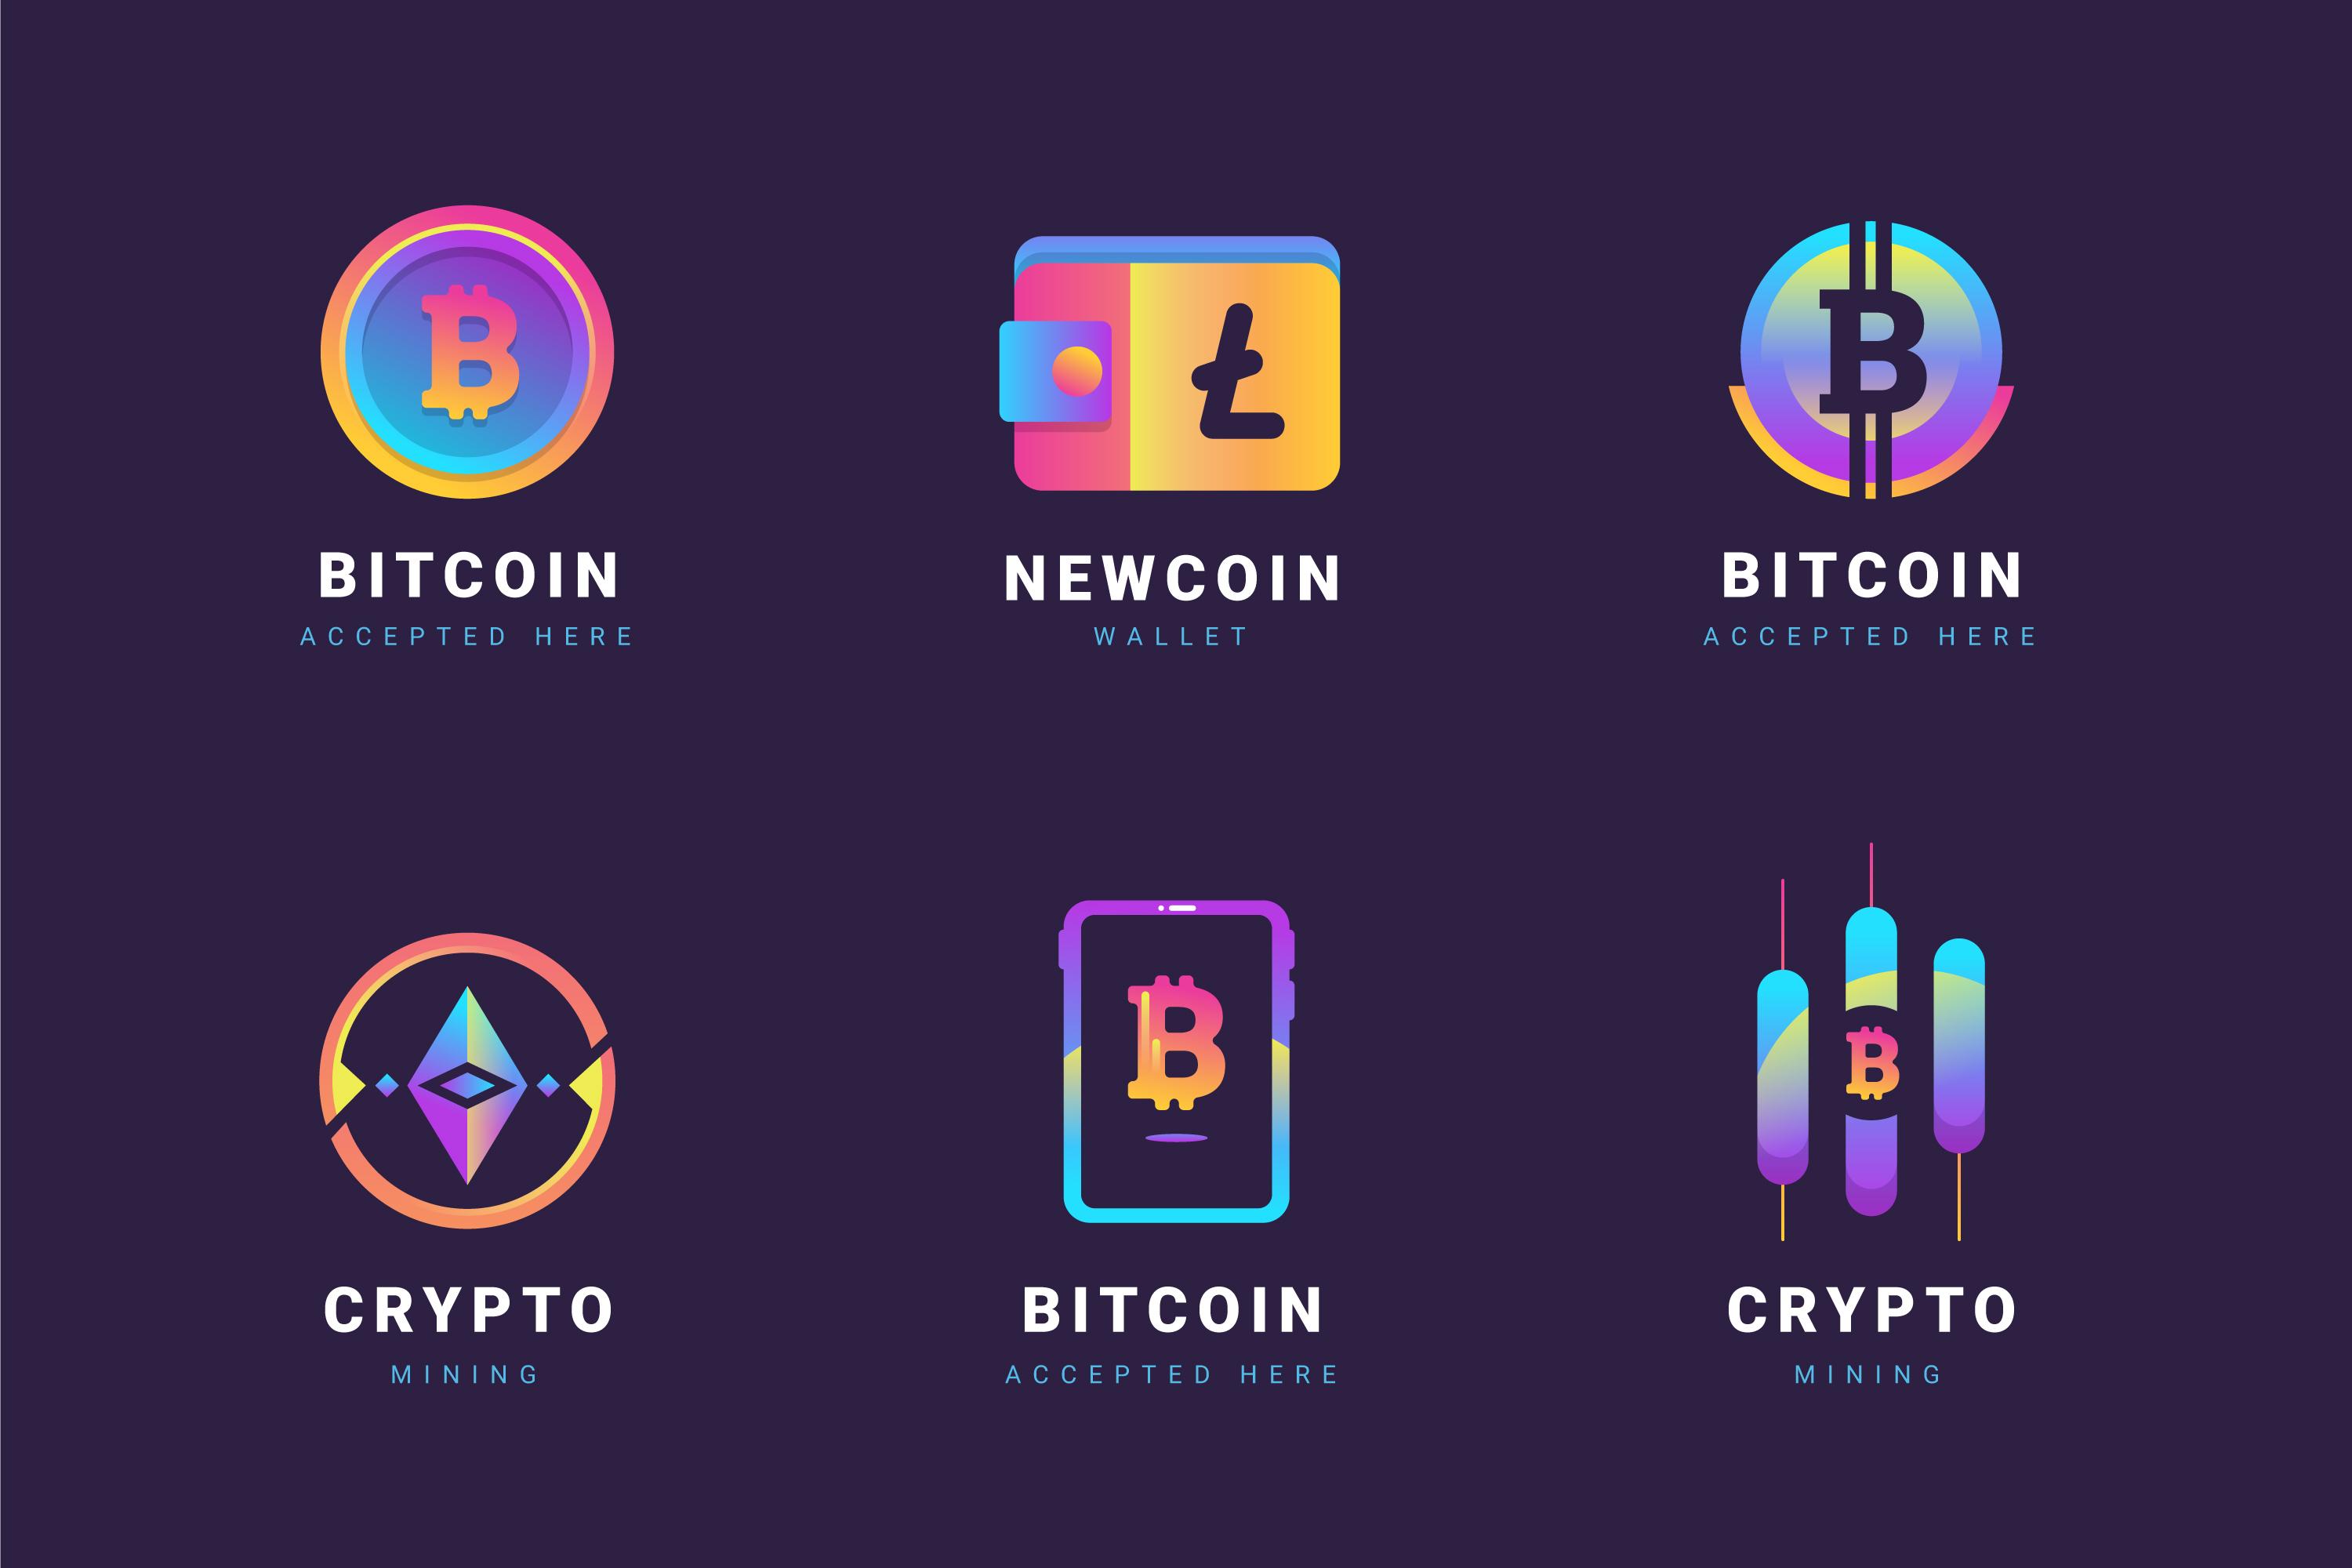 BITCOIN
ACCEPTED HERE
NEWCOIN
WALLET
BITCOIN
ACCEPTED HERE
CRYPTO
MINING
BITCOIN
ACCEPTED HERE
CRYPTO
MINING